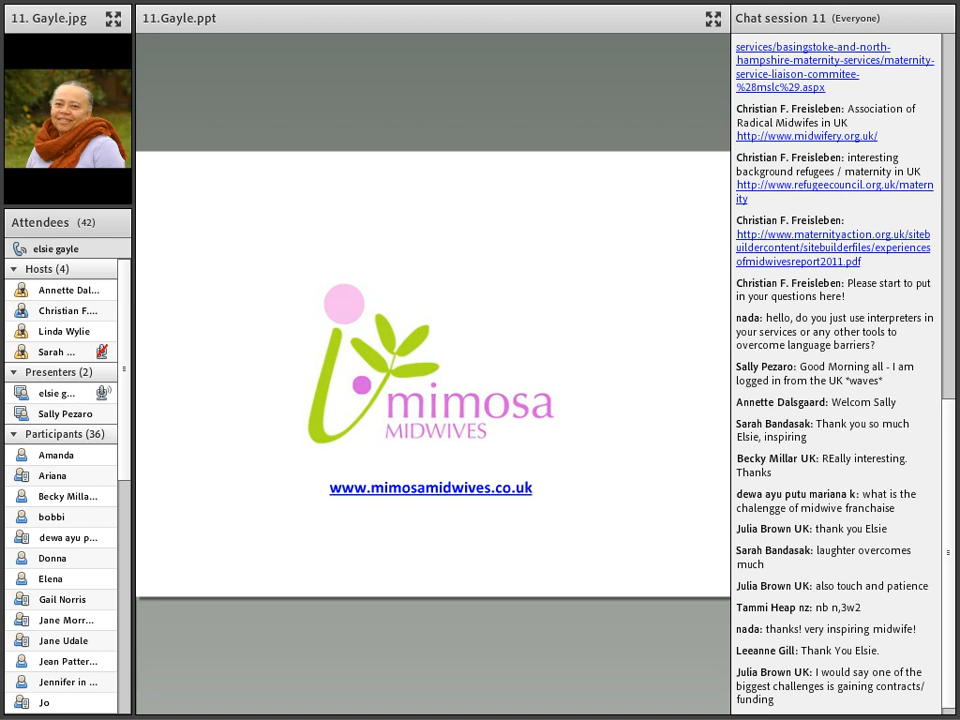 11. Gayle.jpg
Attendees (42)
elsie gayle
Hosts (4)
Annette Dal...
Christian F....
Linda Wylie
Sarah ...
Presenters (2)
elsie g...
Sally Pezaro
Participants (36)
Amanda
Ariana
Becky Milla...
bobbi
dewa ayu p...
Donna
Elena
Gail Norris
Jane Morr...
Jane Udale
Jean Patter...
Jennifer in ...
Jo
11.Gayle.ppt
mimosa
MIDWIVES
www.mimosamidwives.co.uk
Chat session 11 (Everyone)
services/basingstoke-and-north-
hampshire-maternity-services/maternity-
service-liaison-commitee-
%28mslc%29.aspx
Christian F. Freisleben: Association of
Radical Midwifes in UK
http://www.midwifery.org.uk/
Christian F. Freisleben: interesting
background refugees / maternity in UK
http://www.refugeecouncil.org.uk/matern
ity
Christian F. Freisleben:
http://www.maternityaction.org.uk/siteb
uildercontent/sitebuilderfiles/experiences
ofmidwivesreport2011.pdf
Christian F. Freisleben: Please start to put
in your questions here!
nada: hello, do you just use interpreters in
your services or any other tools to
overcome language barriers?
Sally Pezaro: Good Morning all - I am
logged in from the UK *waves*
Annette Dalsgaard: Welcom Sally
Sarah Bandasak: Thank you so much
Elsie, inspiring
Becky Millar UK: REally interesting.
Thanks
dewa ayu putu mariana k: what is the
chalengge of midwive franchaise
Julia Brown UK: thank you Elsie
Sarah Bandasak: laughter overcomes
much
Julia Brown UK: also touch and patience
Tammi Heap nz: nb n,3w2
nada: thanks! very inspiring midwife!
Leeanne Gill: Thank You Elsie.
Julia Brown UK: I would say one of the
biggest challenges is gaining contracts/
funding